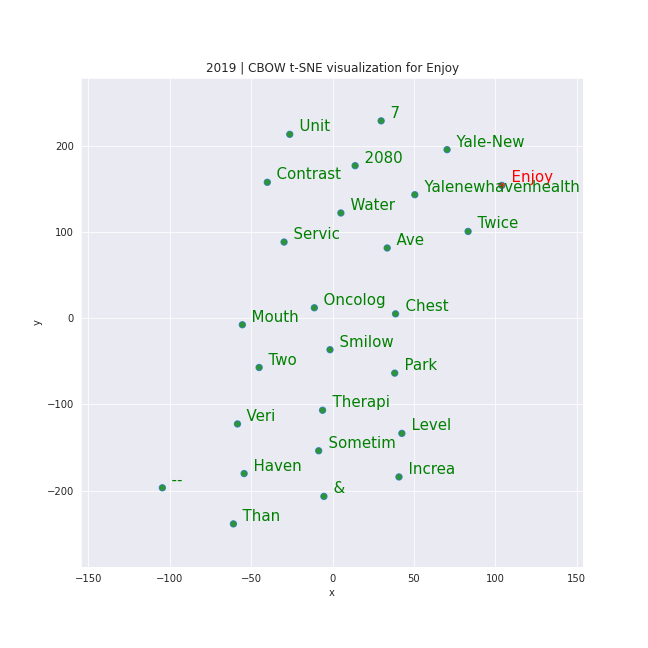 2019 | CBOW t-SNE visualization for Enjoy
7
Unit
Yale-New
2080
Contrast
Enjoy
Yalenewhavenhealth
Water
Twice
Servic
Ave
Oncolog
Chest
Mouth
Smilow
Two
Park
Therapi
Veri
Level
Sometim
Haven
Increa
--
&
Than
200
100
0
−100
−200
y
−150
−100
−50
0
50
100
150
x